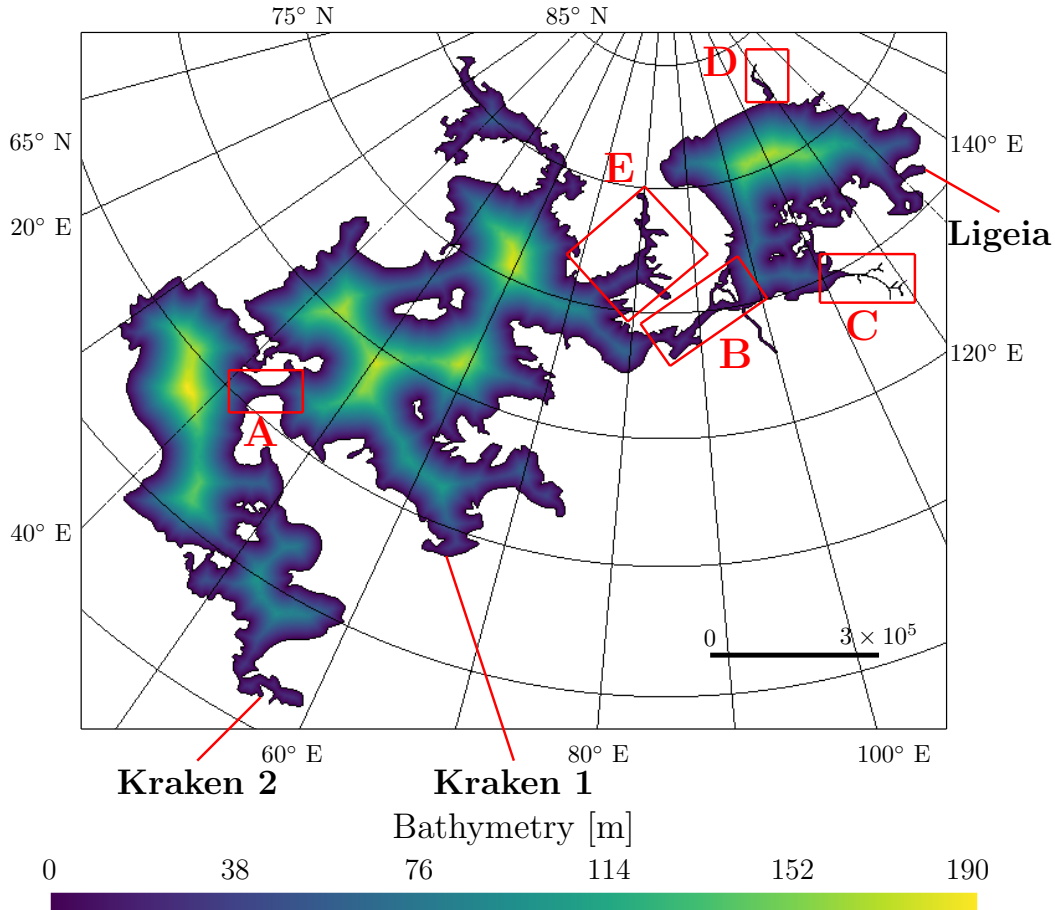 75° N
85° N
D
65° N
140° E
E
20° E
Ligeia
C
B
120° E
A
40° E
0
3 × 10⁵
60° E
80° E
100° E
Kraken 2
Kraken 1
Bathymetry [m]
0 38 76 114 152 190